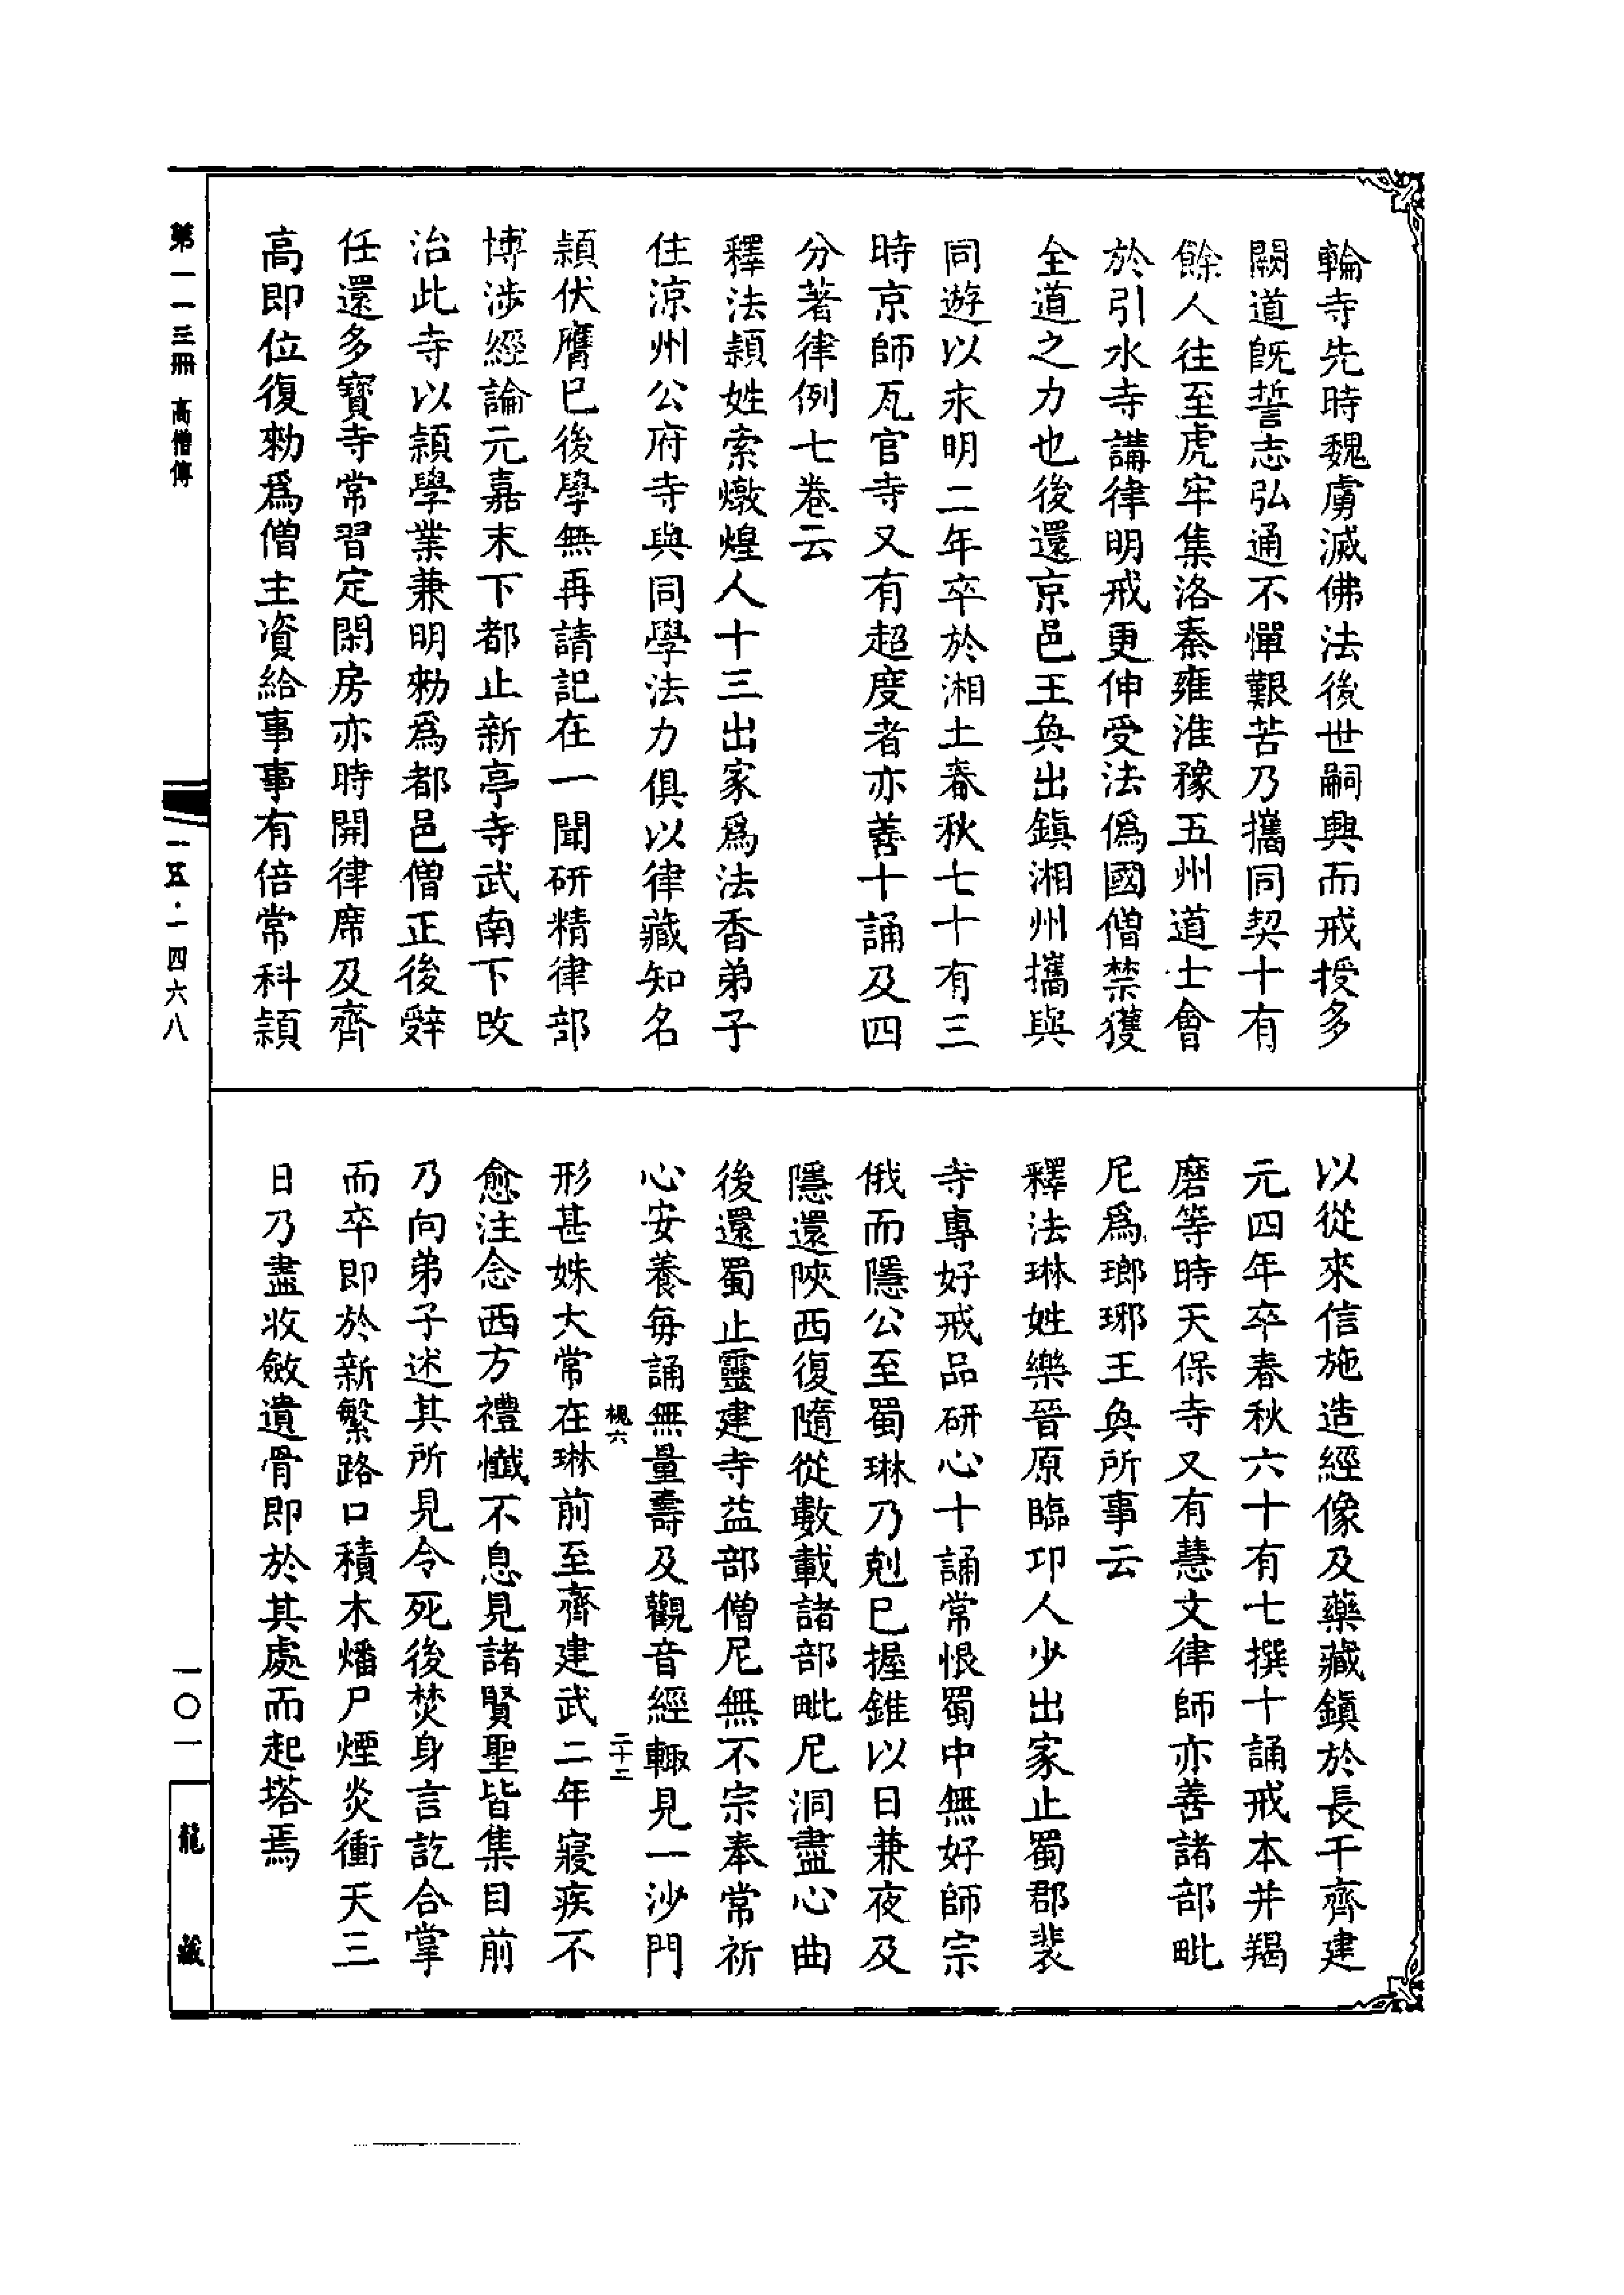 輪寺先時魏虜滅佛法後世嗣興而戒授多
闕道旣誓志弘通不憚艱苦乃攜同契十有
餘人往至虎牢集洛秦雍淮豫五州道士會
於引水寺講律明戒更伸受法僞國僧禁獲
全道之力也後還京邑王奐出鎭湘州攜與
同遊以永明二年卒於湘土春秋七十有三
時京師瓦官寺又有超度者亦善十誦及四
分著律例七卷云
釋法頴姓索燉煌人十三出家爲法香弟子
住涼州公府寺與同學法力俱以律藏知名
頴伏膺已後學無再請記在一聞研精律部
博涉經論元嘉末下都止新亭寺武南下改
治此寺以頴學業兼明勑爲都邑僧正後辤
任還多寶寺常習定閑房亦時開律席及齊
高即位復勑爲僧主資給事事有倍常科頴
以從來信施造經像及藥藏鎭於長干齊建
元四年卒春秋六十有七撰十誦戒本并羯
磨等時天保寺又有慧文律師亦善諸部毗
尼爲瑯琊王奐所事云
釋法琳姓樂晉原臨卭人少出家止蜀郡裴
寺專好戒品研心十誦常恨蜀中無好師宗
俄而隱公至蜀琳乃剋己握錐以日兼夜及
隱還陝西復隨從數載諸部毗尼洞盡心曲
後還蜀止靈建寺益部僧尼無不宗奉常祈
心安養每誦無量壽及觀音經輙見一沙門
槐六 二十二
形甚姝大常在琳前至齊建武二年寢疾不
愈注念西方禮懺不息見諸賢聖皆集目前
乃向弟子述其所見令死後焚身言訖合掌
而卒即於新繁路口積木燔尸煙炎衝天三
日乃盡收斂遺骨即於其處而起塔焉
第一一三冊 高僧傳
一五·一四六八
一〇一
龍藏